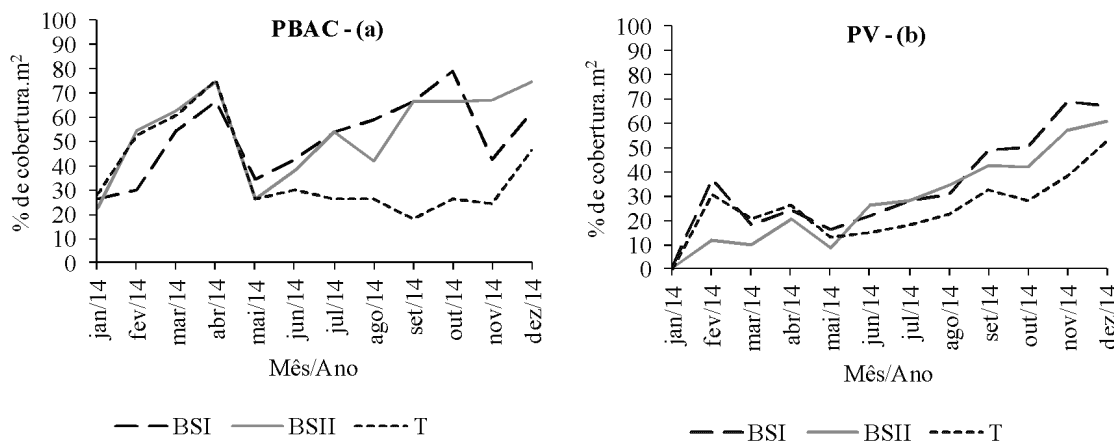 PBAC - (a)
% de cobertura.m²
100
90
80
70
60
50
40
30
20
10
0
jan/14
fev/14
mar/14
abr/14
mai/14
jun/14
jul/14
ago/14
set/14
out/14
nov/14
dez/14
Mês/Ano
BSI
BSII
T
PV - (b)
% de cobertura.m²
100
90
80
70
60
50
40
30
20
10
0
jan/14
fev/14
mar/14
abr/14
mai/14
jun/14
jul/14
ago/14
set/14
out/14
nov/14
dez/14
Mês/Ano
BSI
BSII
T